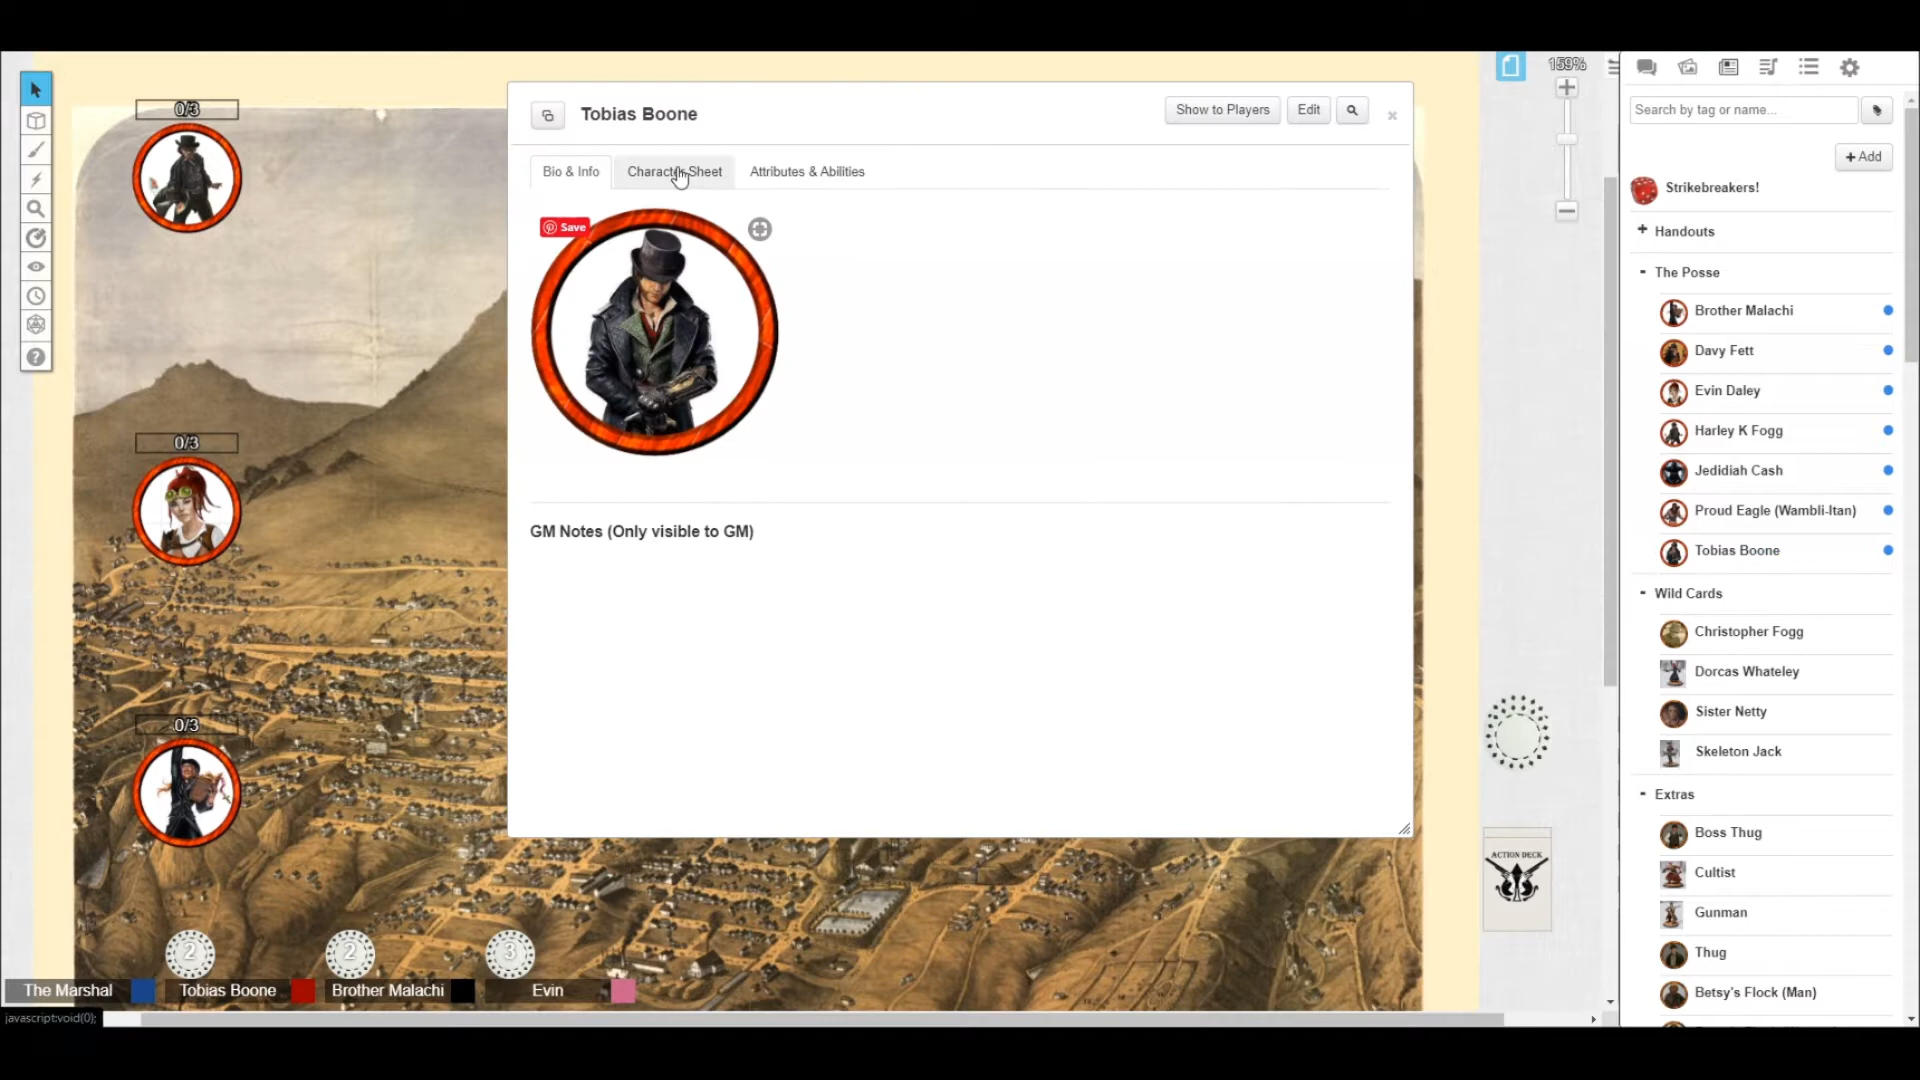 0/3
Tobias Boone
Show to Players
Edit
159%
Search by tag or name...
+ Add
Bio & Info
Character Sheet
Attributes & Abilities
Save
Strikebreakers!
+ Handouts
- The Posse
Brother Malachi
Davy Fett
Evin Daley
Harley K Fogg
Jedidiah Cash
Proud Eagle (Wambli-Itan)
Tobias Boone
- Wild Cards
Christopher Fogg
Dorcas Whateley
Sister Netty
Skeleton Jack
- Extras
Boss Thug
Cultist
Gunman
Thug
Betsy's Flock (Man)
0/3
GM Notes (Only visible to GM)
0/3
ACTION DECK
2
2
3
The Marshal
Tobias Boone
Brother Malachi
Evin
javascript:void(0);